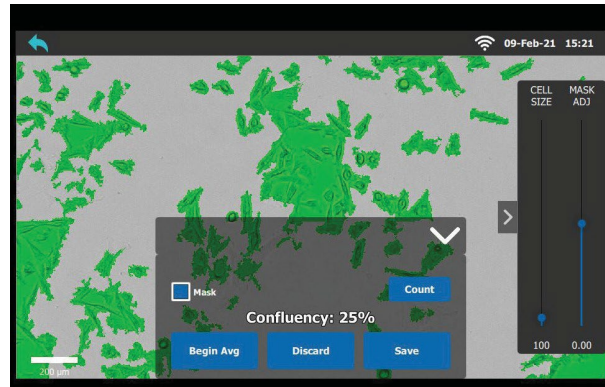 09-Feb-21 15:21
CELL SIZE
MASK ADJ
Mask
Count
Confluency: 25%
Begin Avg
Discard
Save
100
0.00
200 µm